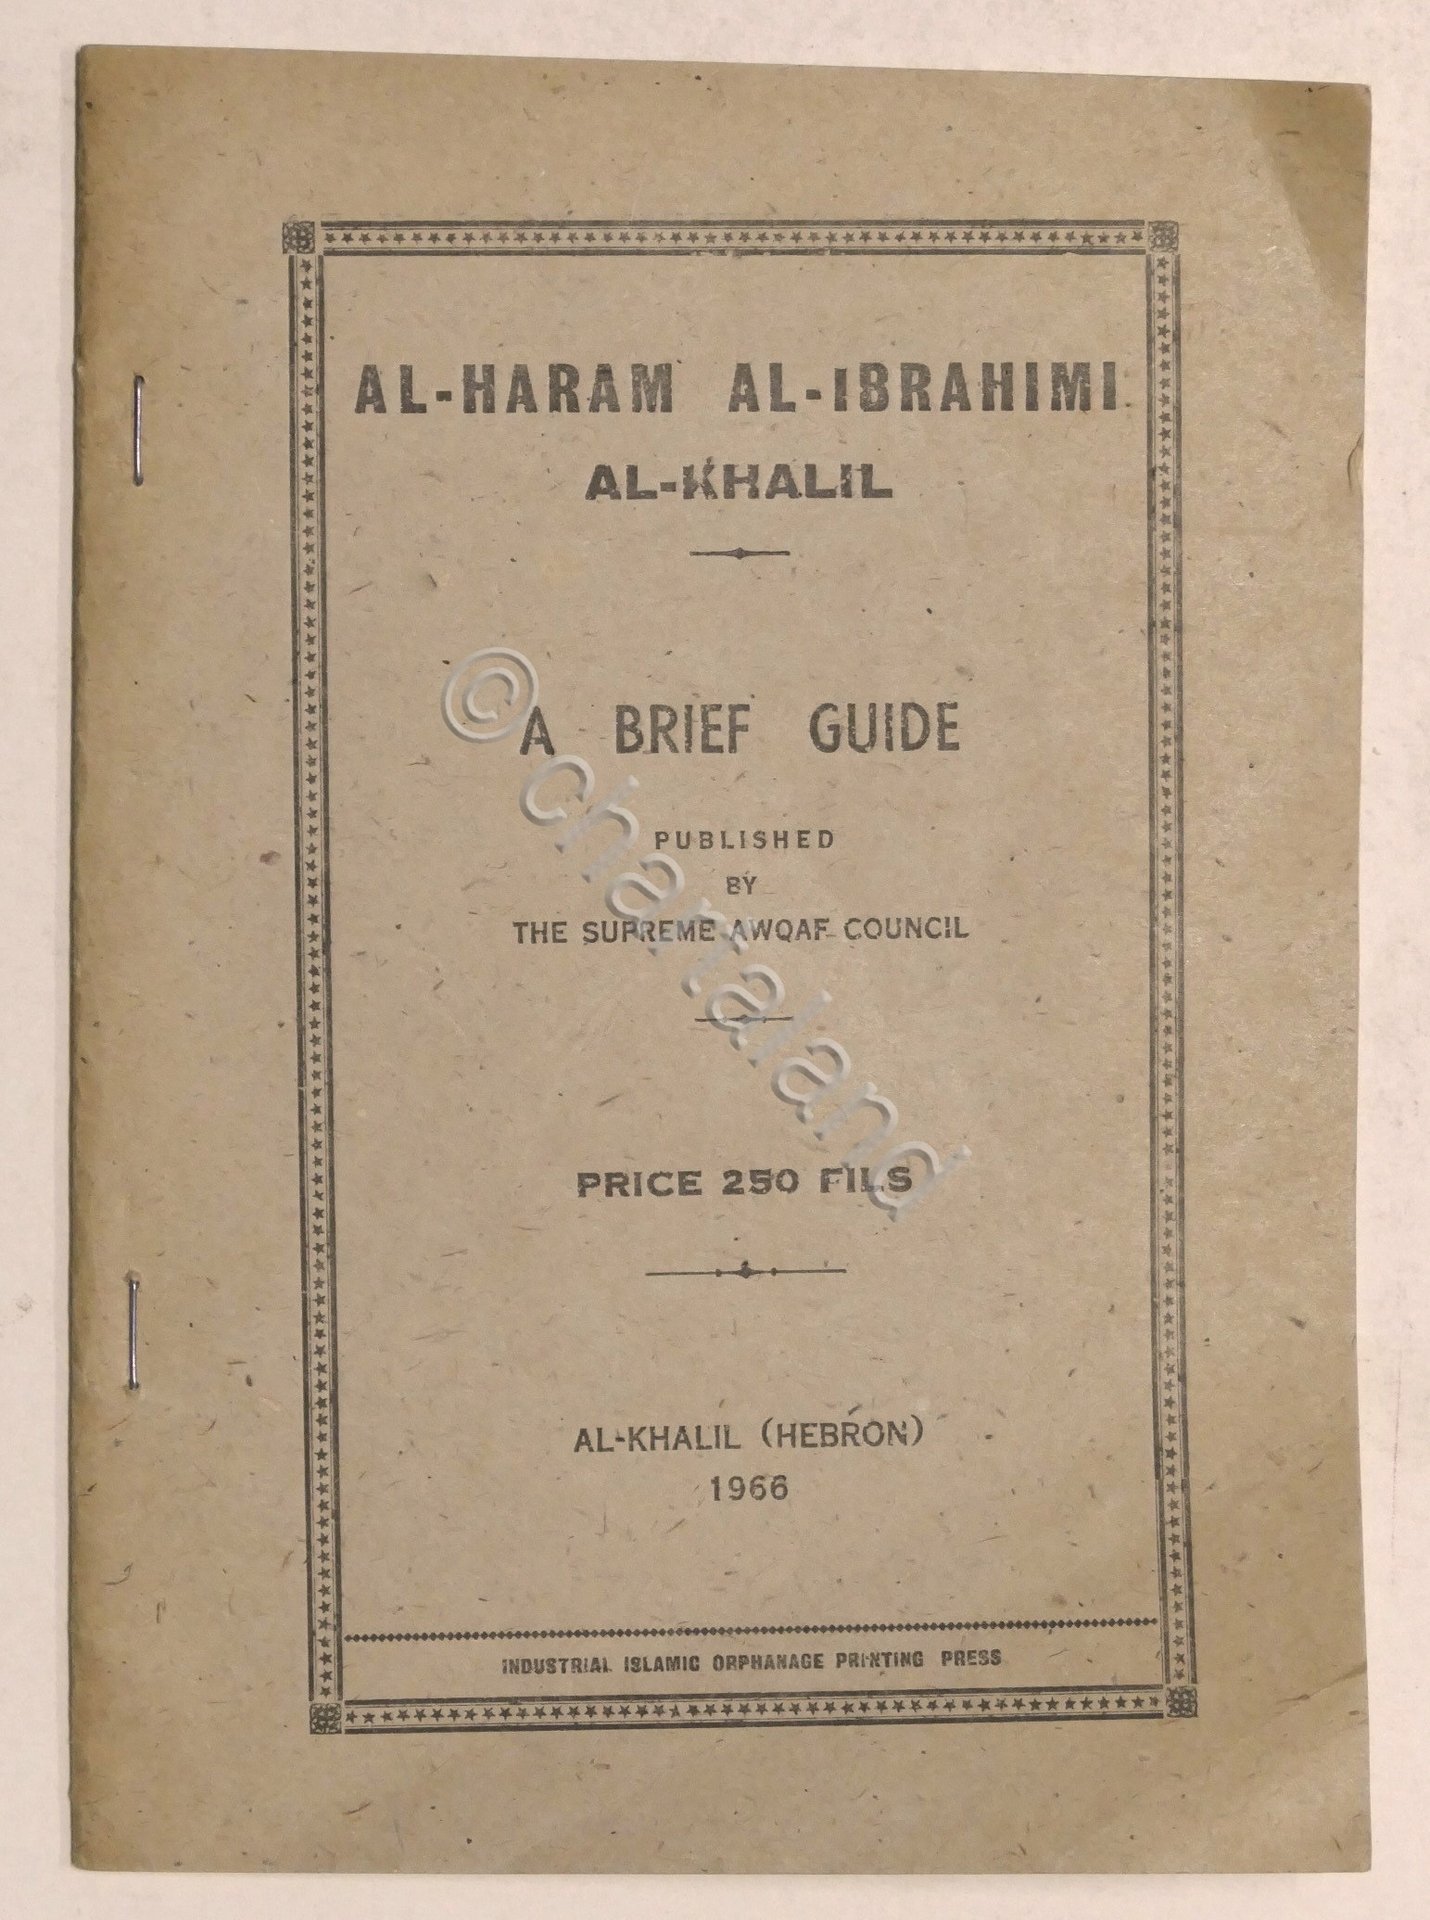 AL-HARAM AL-IBRAHIMI
AL-KHALIL
A BRIEF GUIDE
PUBLISHED
BY
THE SUPREME AWQAF COUNCIL
PRICE 250 FILS
AL-KHALIL (HEBRON)
1966
INDUSTRIAL ISLAMIC ORPHANAGE PRINTING PRESS
© chartaland